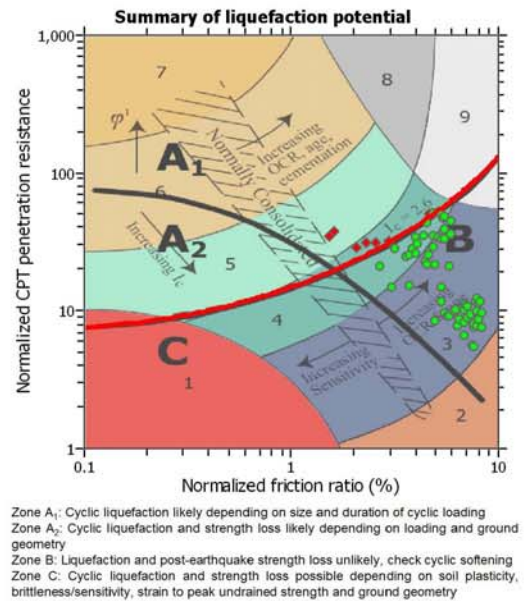 Summary of liquefaction potential
1,000
7
8
9
φ'
Increasing
OCR, age,
cementation
Normally Consolidated
100
A1
6
A2
Increasing Ic
Ic = 2.6
B
5
10
4
3
Increasing
Sensitivity
C
1
2
1
0.1
1
10
Normalized CPT penetration resistance
Normalized friction ratio (%)
Zone A1: Cyclic liquefaction likely depending on size and duration of cyclic loading
Zone A2: Cyclic liquefaction and strength loss likely depending on loading and ground
geometry
Zone B: Liquefaction and post-earthquake strength loss unlikely, check cyclic softening
Zone C: Cyclic liquefaction and strength loss possible depending on soil plasticity,
brittleness/sensitivity, strain to peak undrained strength and ground geometry